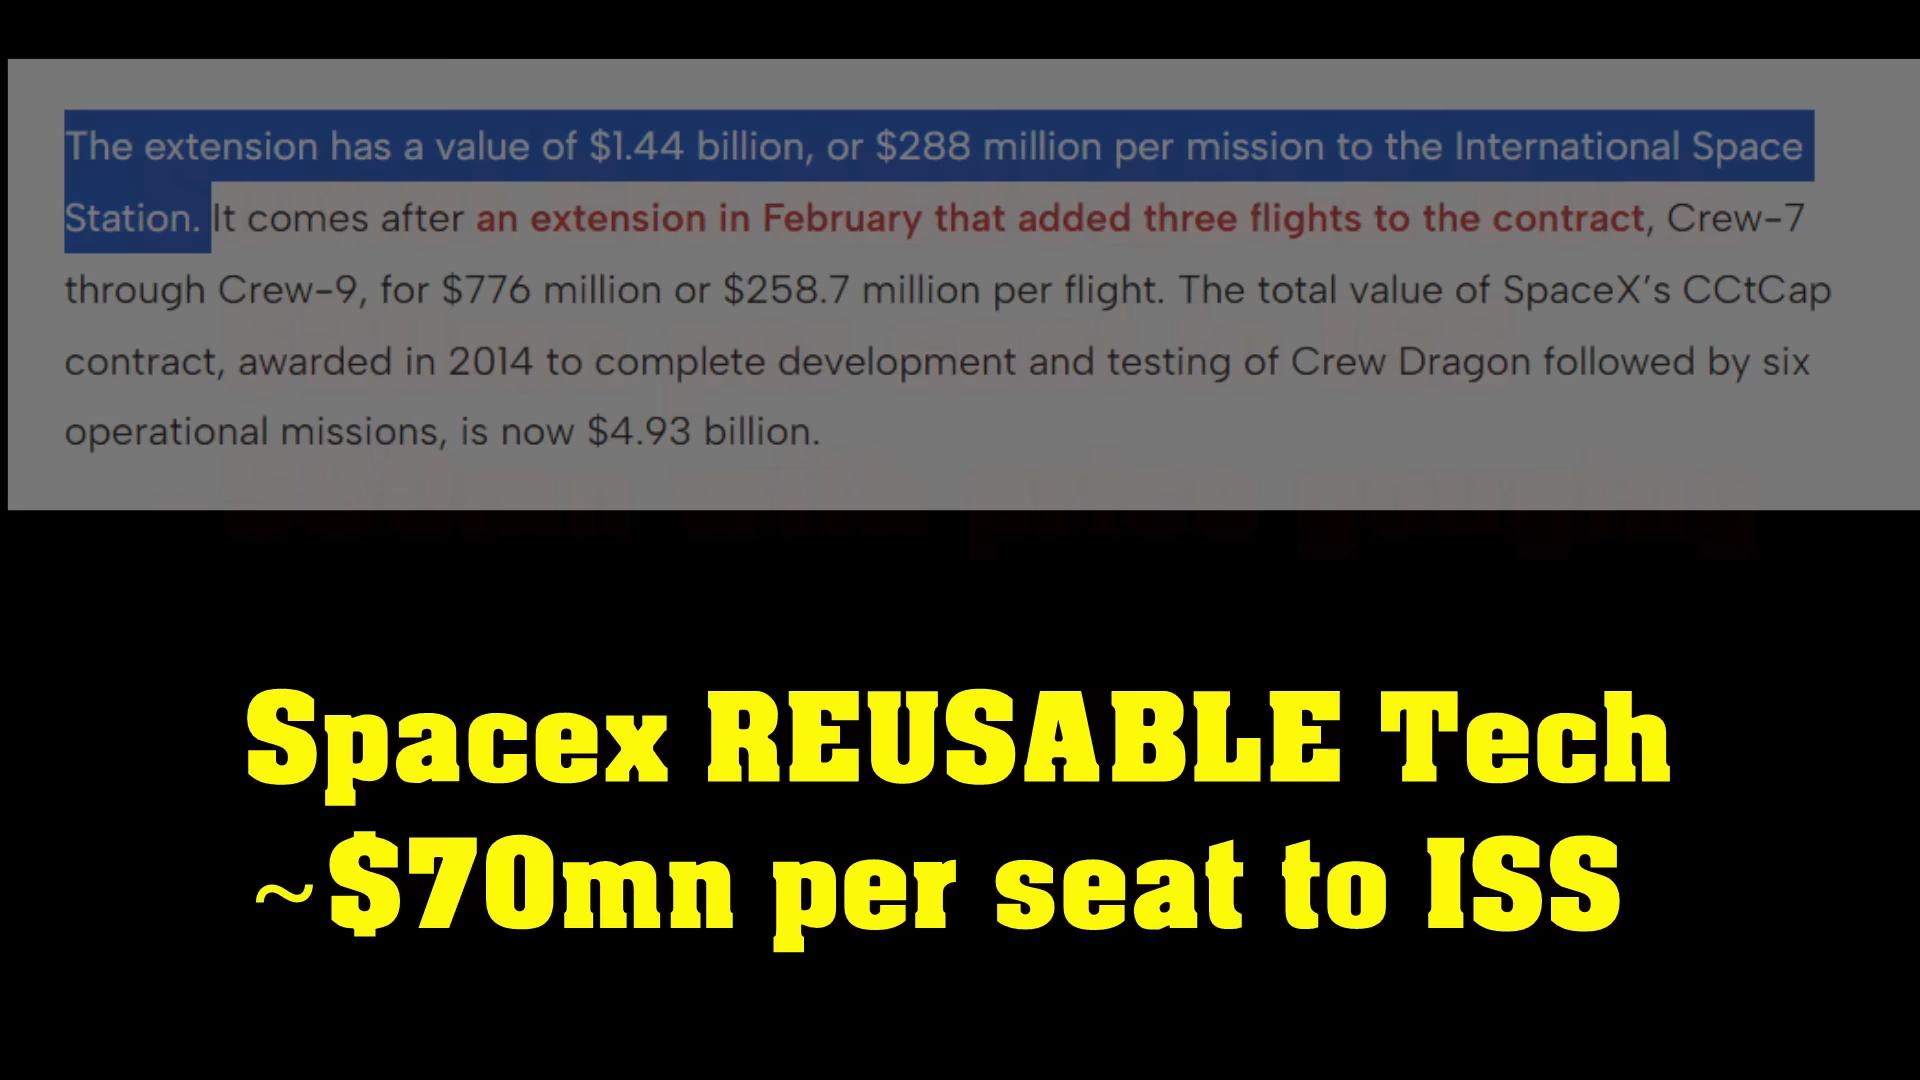 The extension has a value of $1.44 billion, or $288 million per mission to the International Space
Station. It comes after an extension in February that added three flights to the contract, Crew-7
through Crew-9, for $776 million or $258.7 million per flight. The total value of SpaceX's CCtCap
contract, awarded in 2014 to complete development and testing of Crew Dragon followed by six
operational missions, is now $4.93 billion.
mn with price gouging
Spacex REUSABLE Tech
~$70mn per seat to ISS